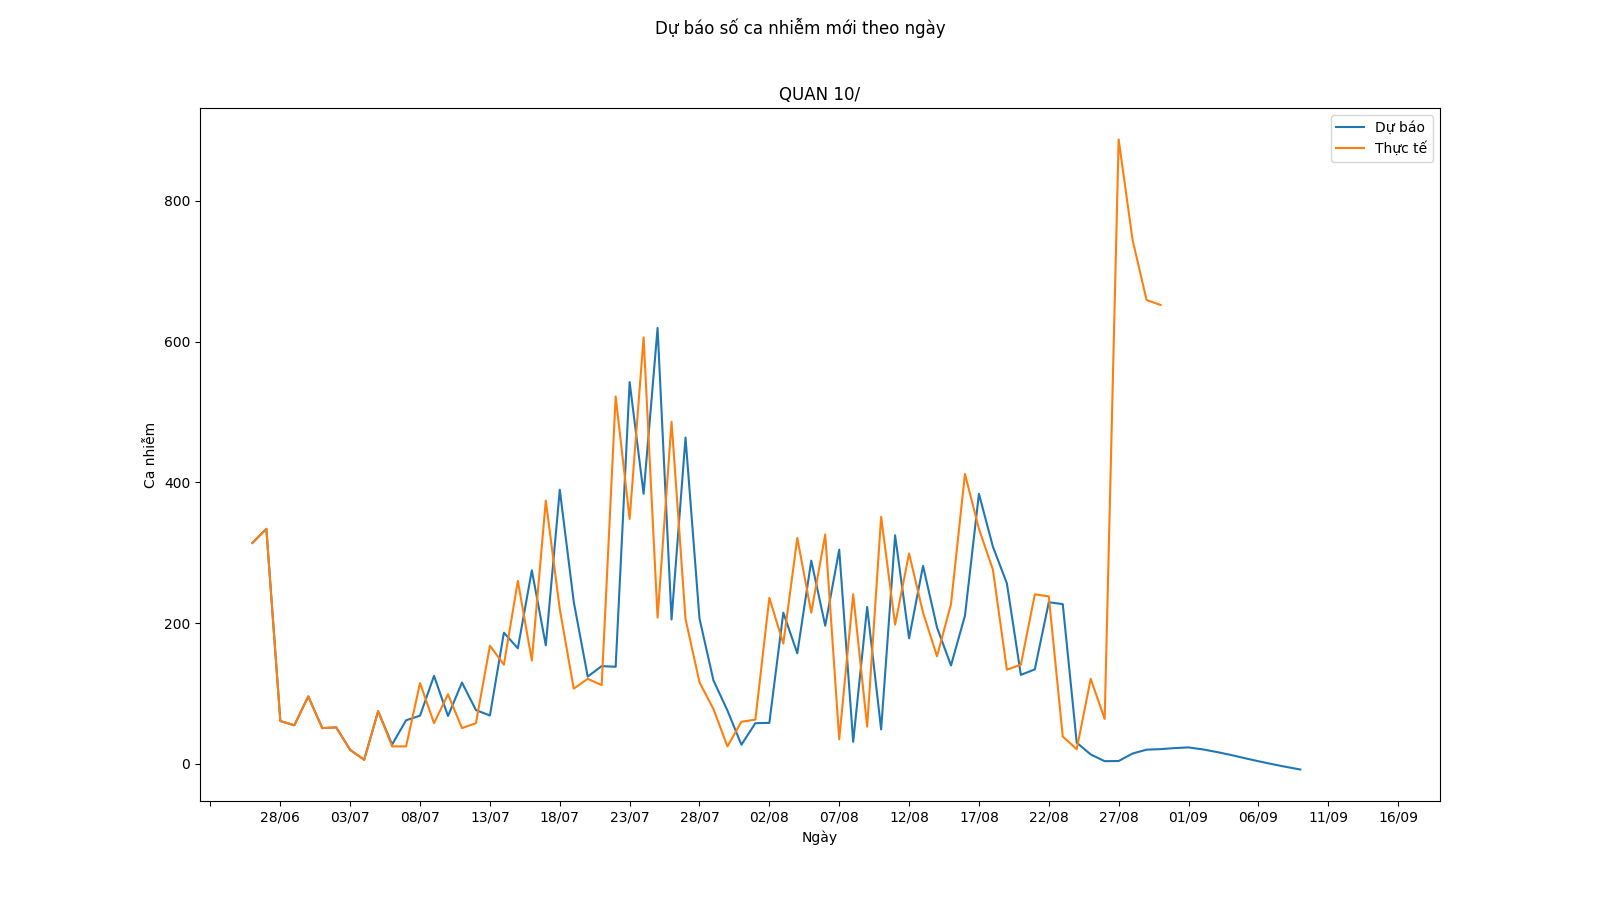 Dự báo số ca nhiễm mới theo ngày
QUAN 10/
Dự báo
Thực tế
Ca nhiễm
800
600
400
200
0
28/06 03/07 08/07 13/07 18/07 23/07 28/07 02/08 07/08 12/08 17/08 22/08 27/08 01/09 06/09 11/09 16/09
Ngày